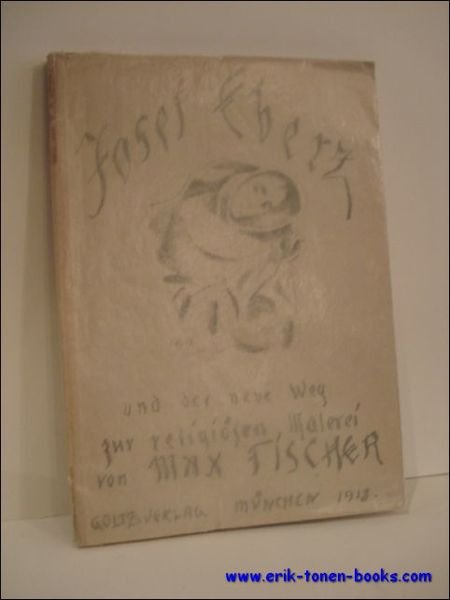 Josef Eberz
und der neue Weg
zur religiösen Malerei
von MAX FISCHER
GOLTZVERLAG MÜNCHEN 1918.
www.erik-tonen-books.com